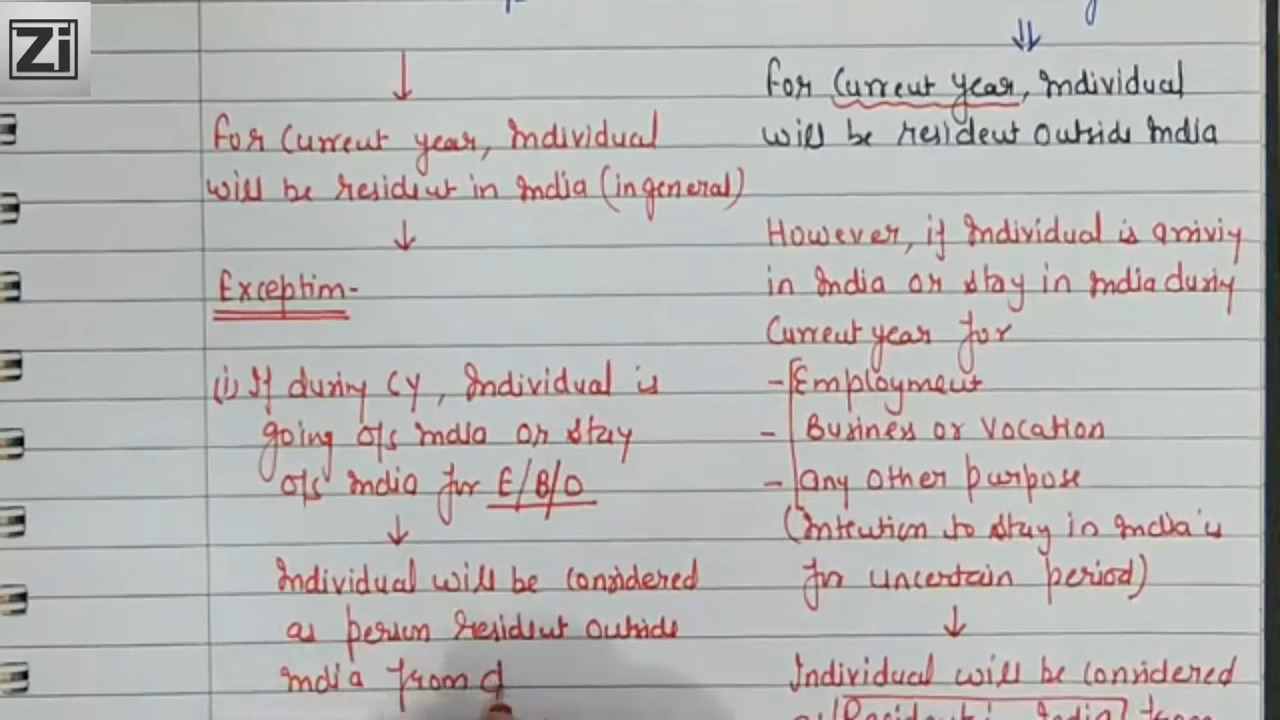 Zi
For Current year, Individual
will be resident in India (in general)
Exception-
(i) If during CY, Individual is
going o/s India or stay
o/s India for E/B/O
Individual will be considered
as person resident outside
India from d
For Current year, Individual
will be resident outside India
However, if Individual is arriving
in India or stay in India during
Current year for
- Employment
- Business or Vocation
- any other purpose
(Intention to stay in India is
for uncertain period)
Individual will be considered